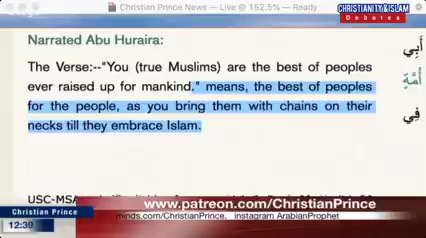 Christian Prince News — Live @ 152.5% — Ready
CHRISTIANITY & ISLAM
Debates
Narrated Abu Huraira:
أَبِي
The Verse:--"You (true Muslims) are the best of peoples
ever raised up for mankind." means, the best of peoples
أُمَّةٍ
for the people, as you bring them with chains on their
فِي
necks till they embrace Islam.
USC-MSA
www.patreon.com/ChristianPrince
Christian Prince
minds.com/ChristianPrince, instagram ArabianProphet
12:39